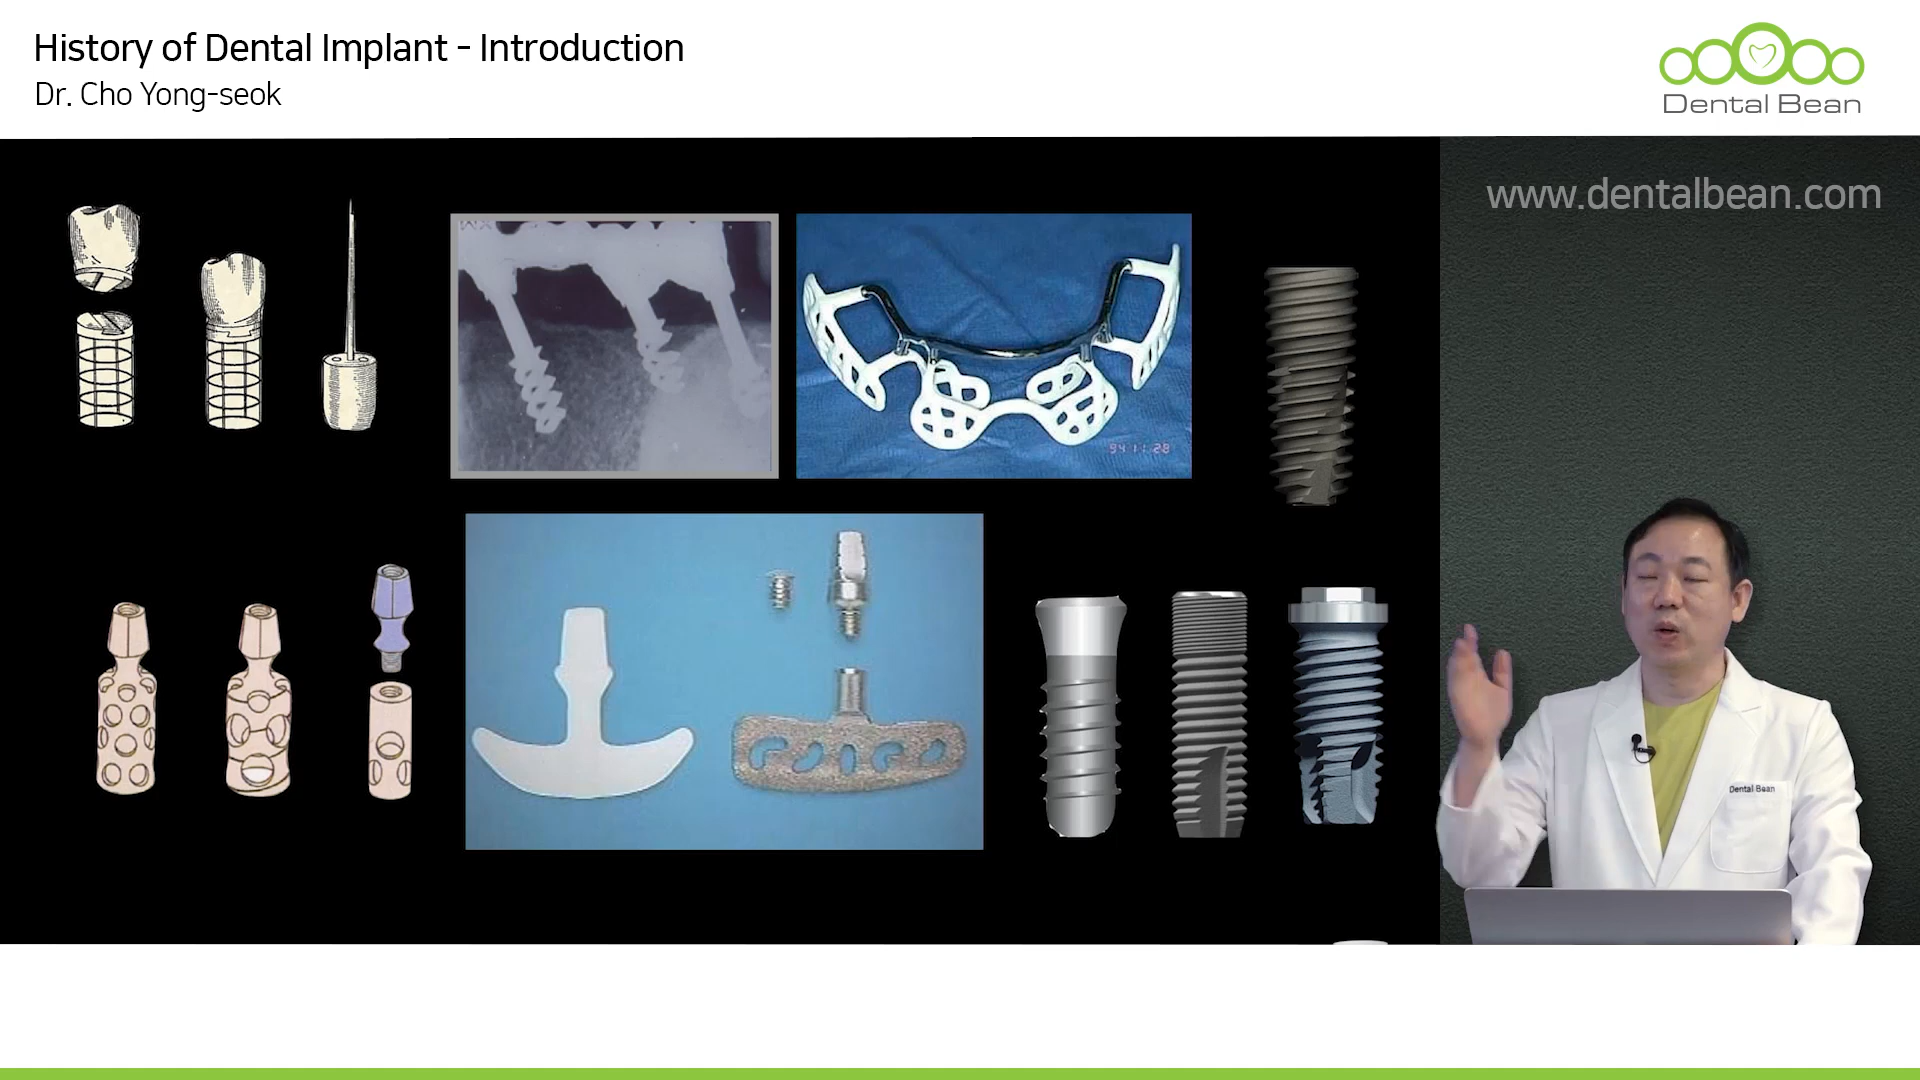 History of Dental Implant - Introduction
Dr. Cho Yong-seok
Dental Bean
www.dentalbean.com
94 11 28
Dental Bean